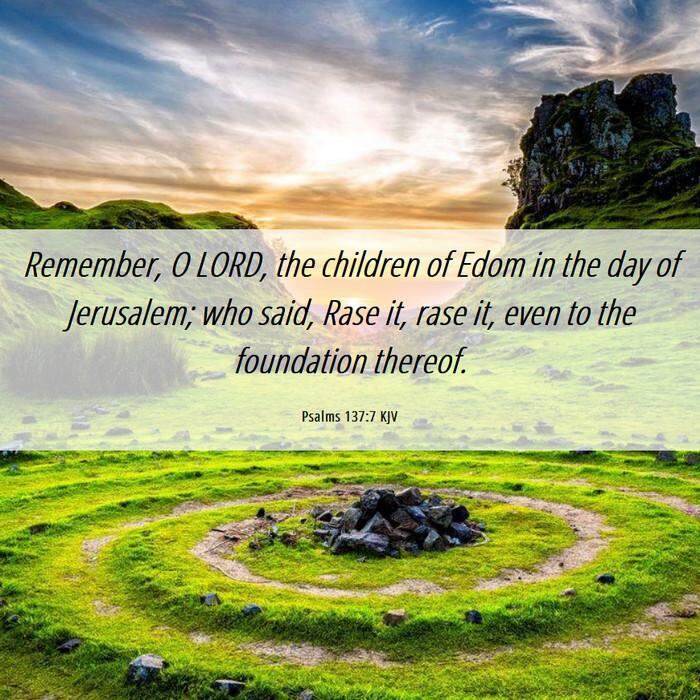 Remember, O LORD, the children of Edom in the day of
Jerusalem; who said, Rase it, rase it, even to the
foundation thereof.
Psalms 137:7 KJV